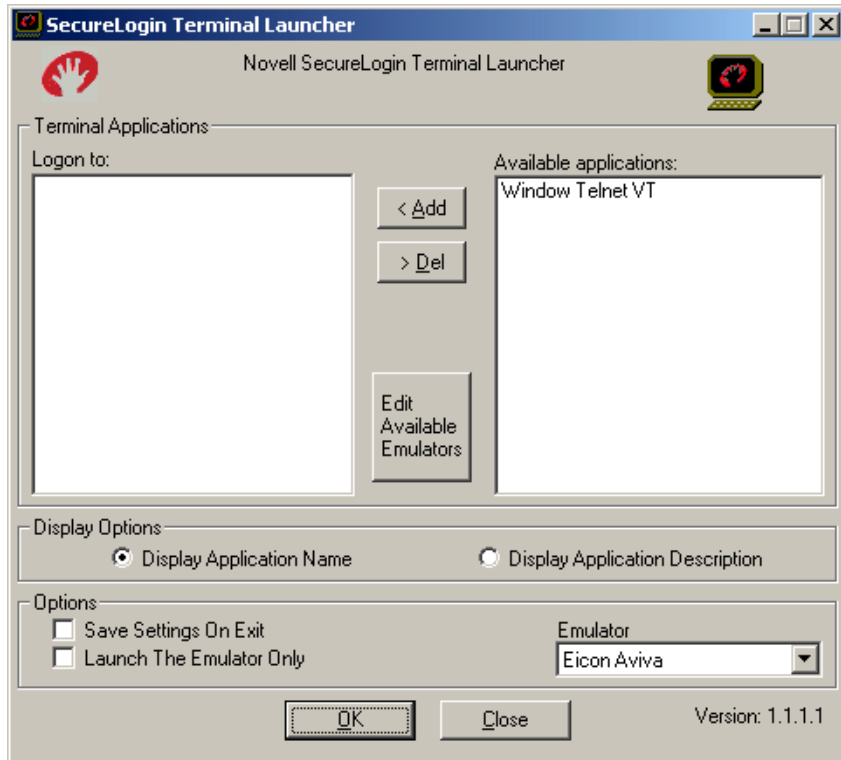 SecureLogin Terminal Launcher
Novell SecureLogin Terminal Launcher
Terminal Applications
Logon to:
Available applications:
Window Telnet VT
< Add
> Del
Edit
Available
Emulators
Display Options
Display Application Name
Display Application Description
Options
Save Settings On Exit
Launch The Emulator Only
Emulator
Eicon Aviva
OK
Close
Version: 1.1.1.1